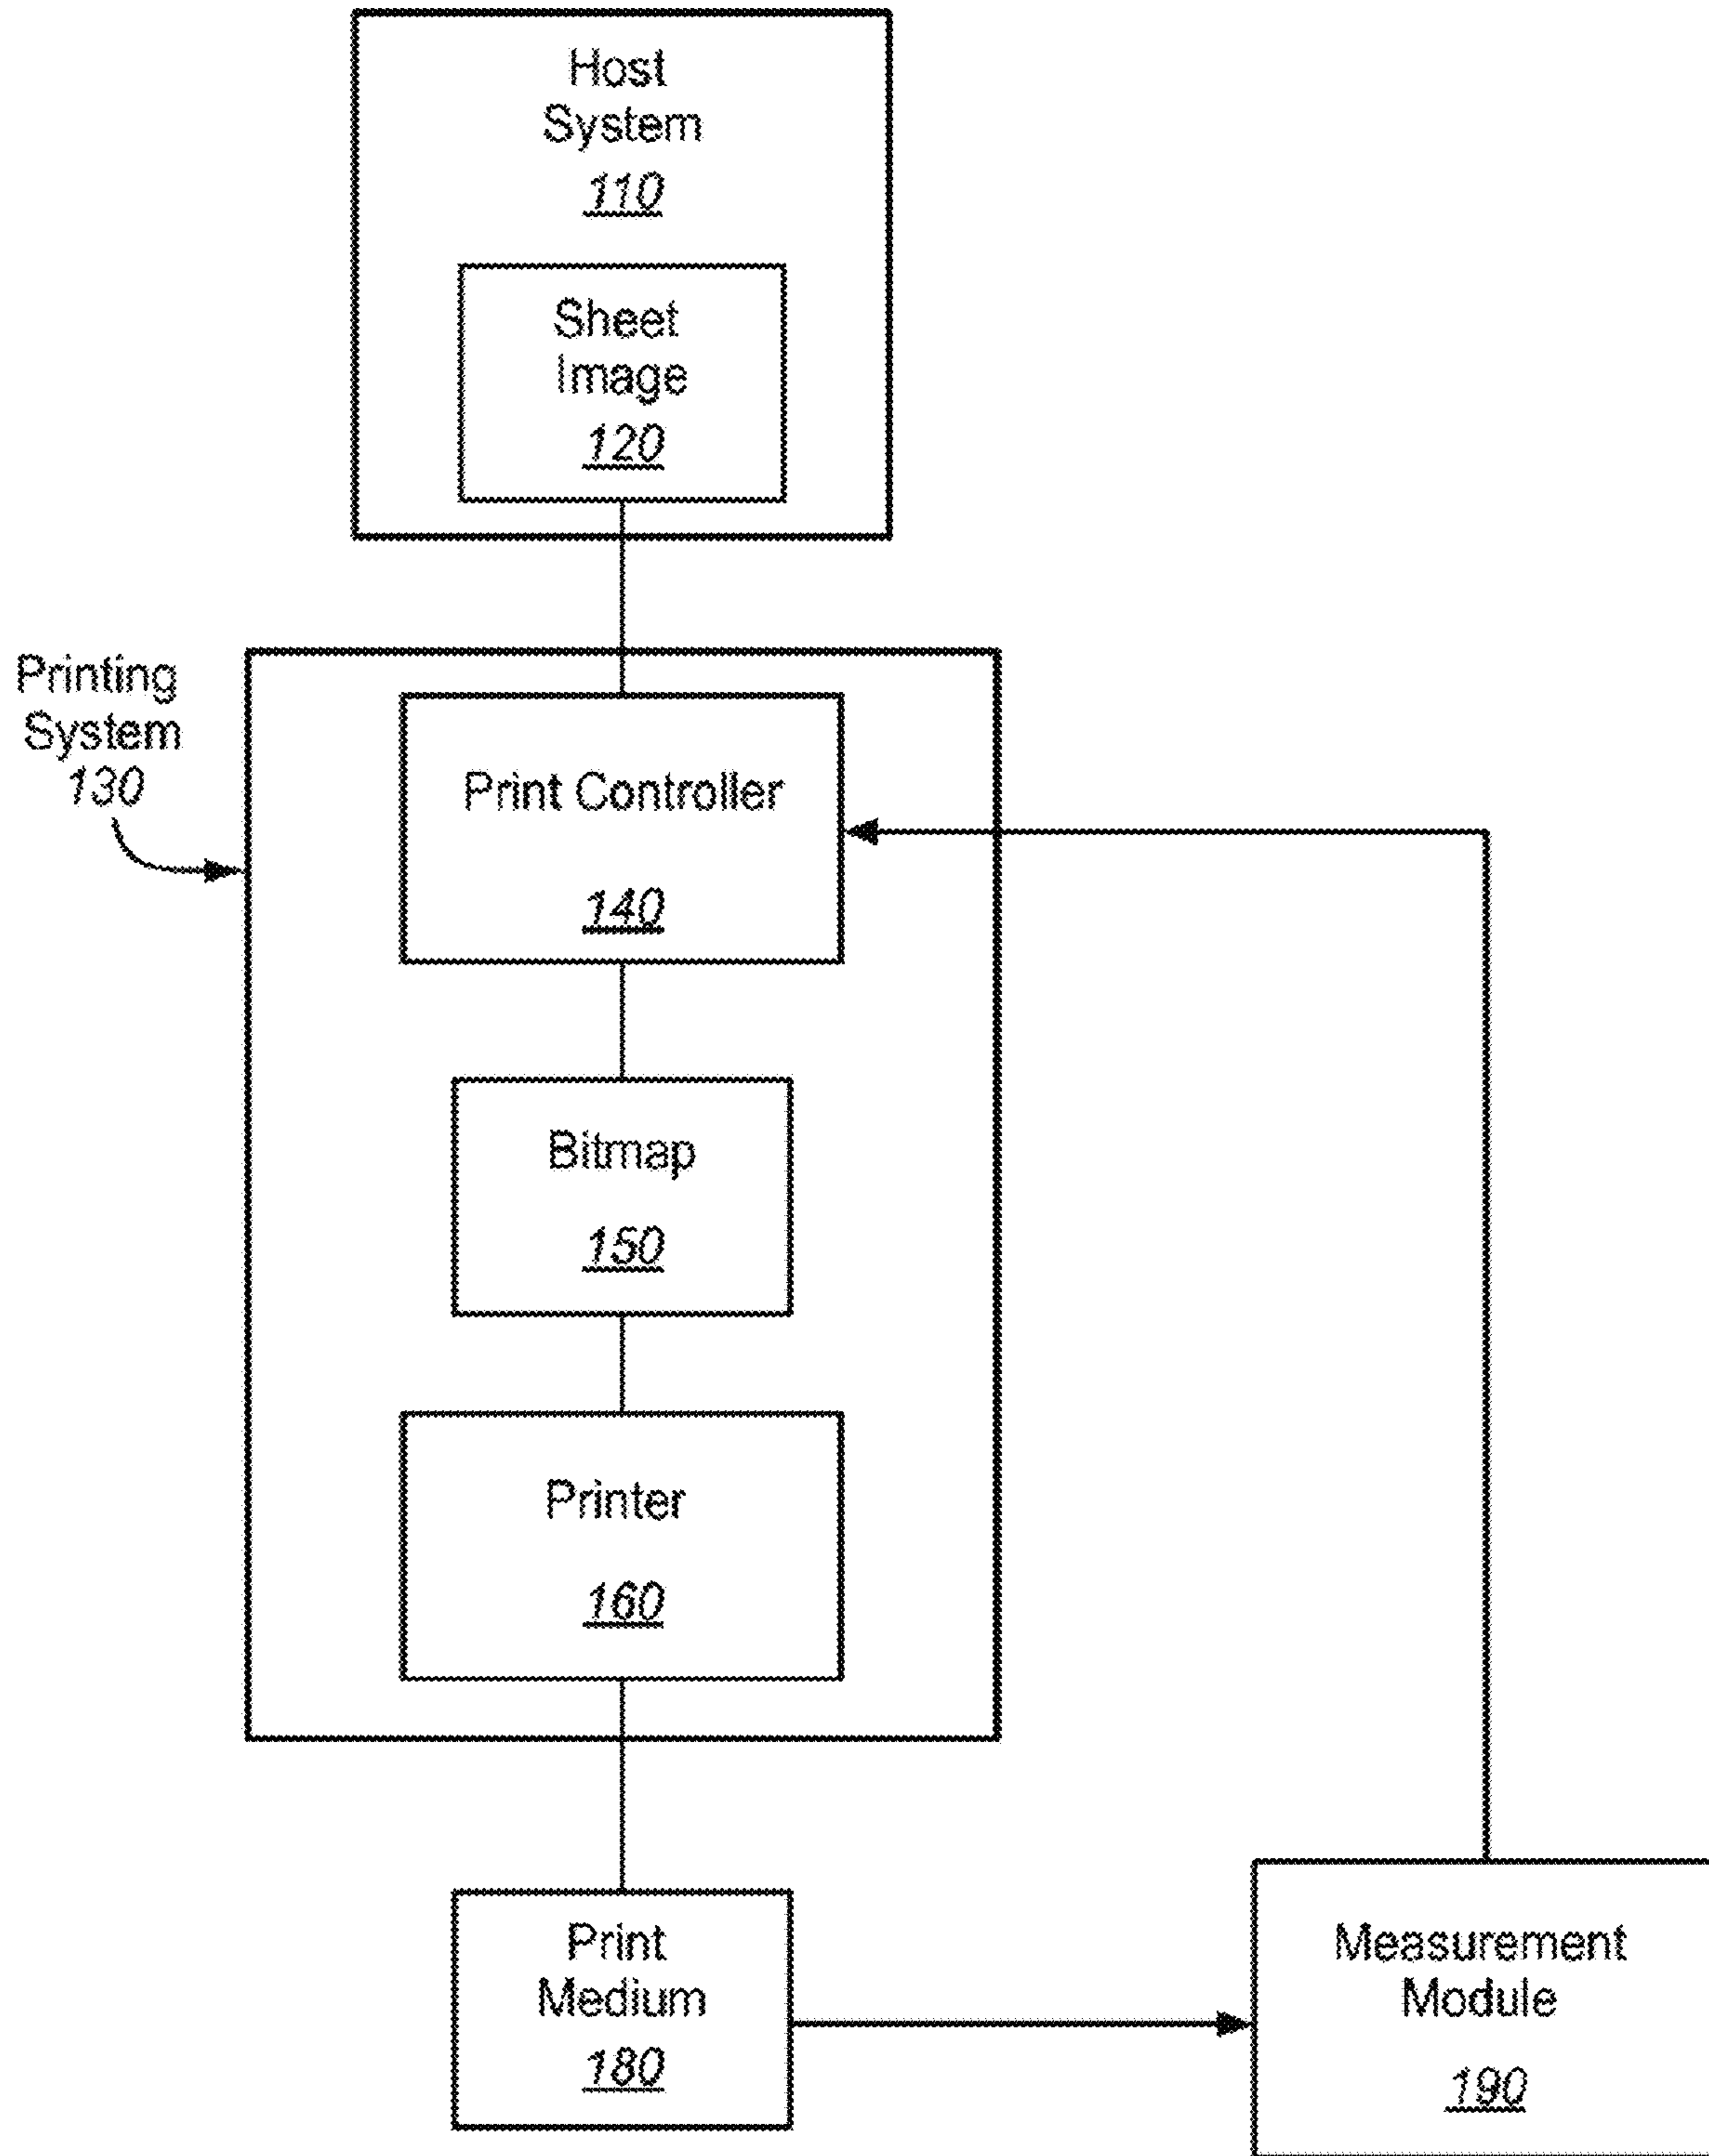 Host
System
110
Sheet
Image
120
Printing
System
130
Print Controller
140
Bitmap
150
Printer
160
Print
Medium
180
Measurement
Module
190